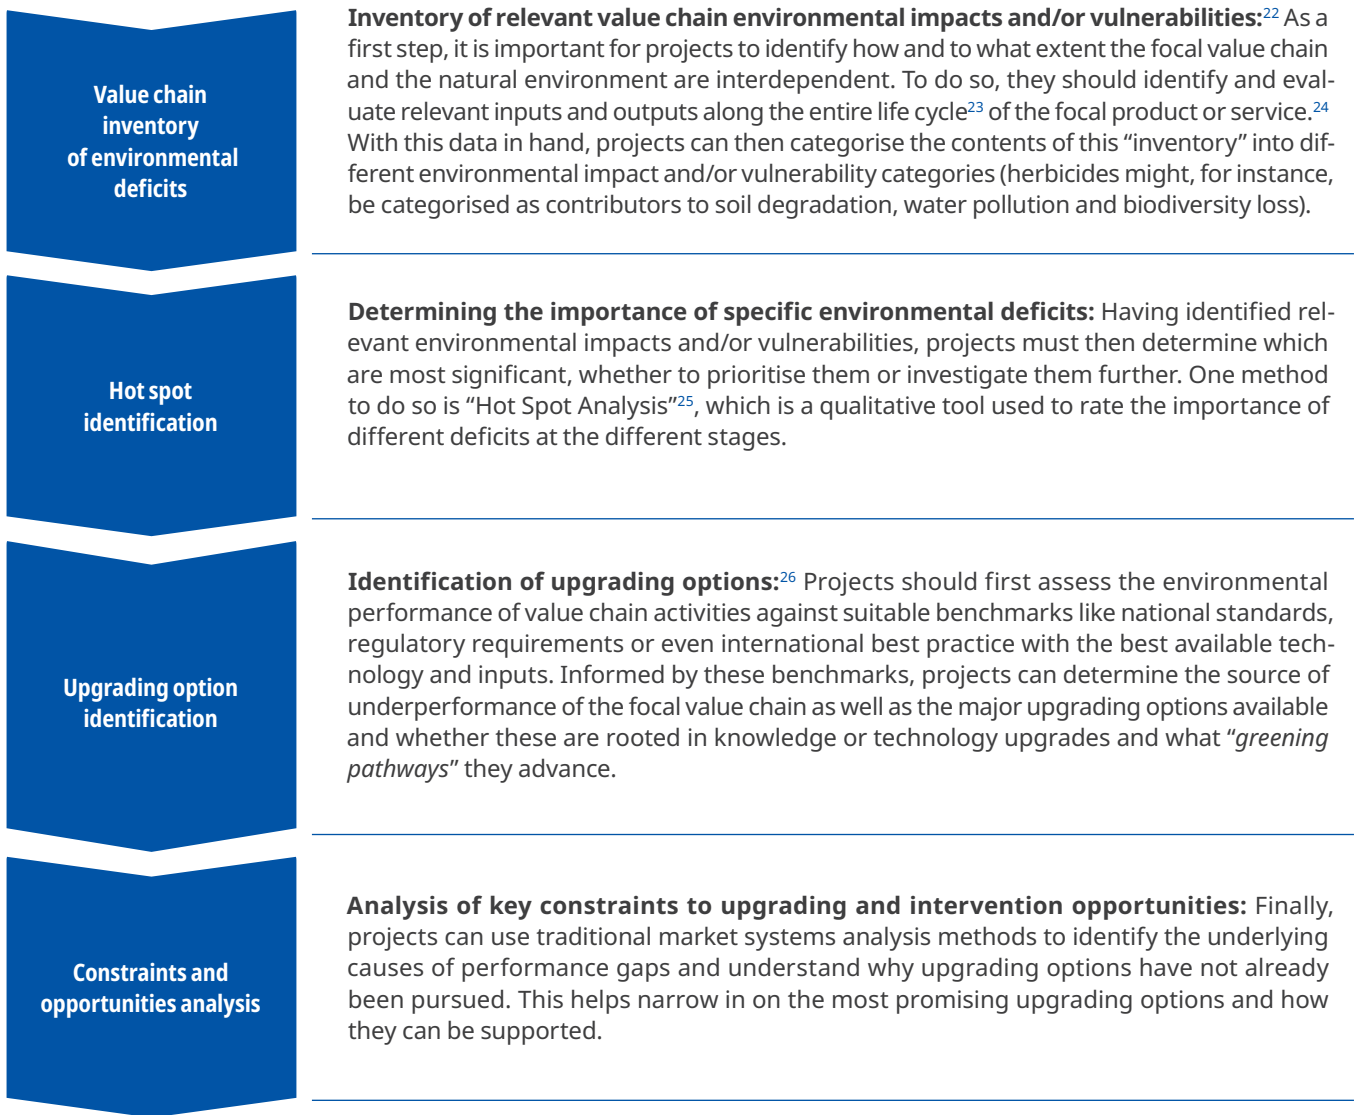 Value chain
inventory
of environmental
deficits
Inventory of relevant value chain environmental impacts and/or vulnerabilities:22 As a
first step, it is important for projects to identify how and to what extent the focal value chain
and the natural environment are interdependent. To do so, they should identify and eval-
uate relevant inputs and outputs along the entire life cycle23 of the focal product or service.24
With this data in hand, projects can then categorise the contents of this “inventory” into dif-
ferent environmental impact and/or vulnerability categories (herbicides might, for instance,
be categorised as contributors to soil degradation, water pollution and biodiversity loss).
Hot spot
identification
Determining the importance of specific environmental deficits: Having identified rel-
evant environmental impacts and/or vulnerabilities, projects must then determine which
are most significant, whether to prioritise them or investigate them further. One method
to do so is “Hot Spot Analysis”25, which is a qualitative tool used to rate the importance of
different deficits at the different stages.
Upgrading option
identification
Identification of upgrading options:26 Projects should first assess the environmental
performance of value chain activities against suitable benchmarks like national standards,
regulatory requirements or even international best practice with the best available tech-
nology and inputs. Informed by these benchmarks, projects can determine the source of
underperformance of the focal value chain as well as the major upgrading options available
and whether these are rooted in knowledge or technology upgrades and what “greening
pathways” they advance.
Constraints and
opportunities analysis
Analysis of key constraints to upgrading and intervention opportunities: Finally,
projects can use traditional market systems analysis methods to identify the underlying
causes of performance gaps and understand why upgrading options have not already
been pursued. This helps narrow in on the most promising upgrading options and how
they can be supported.